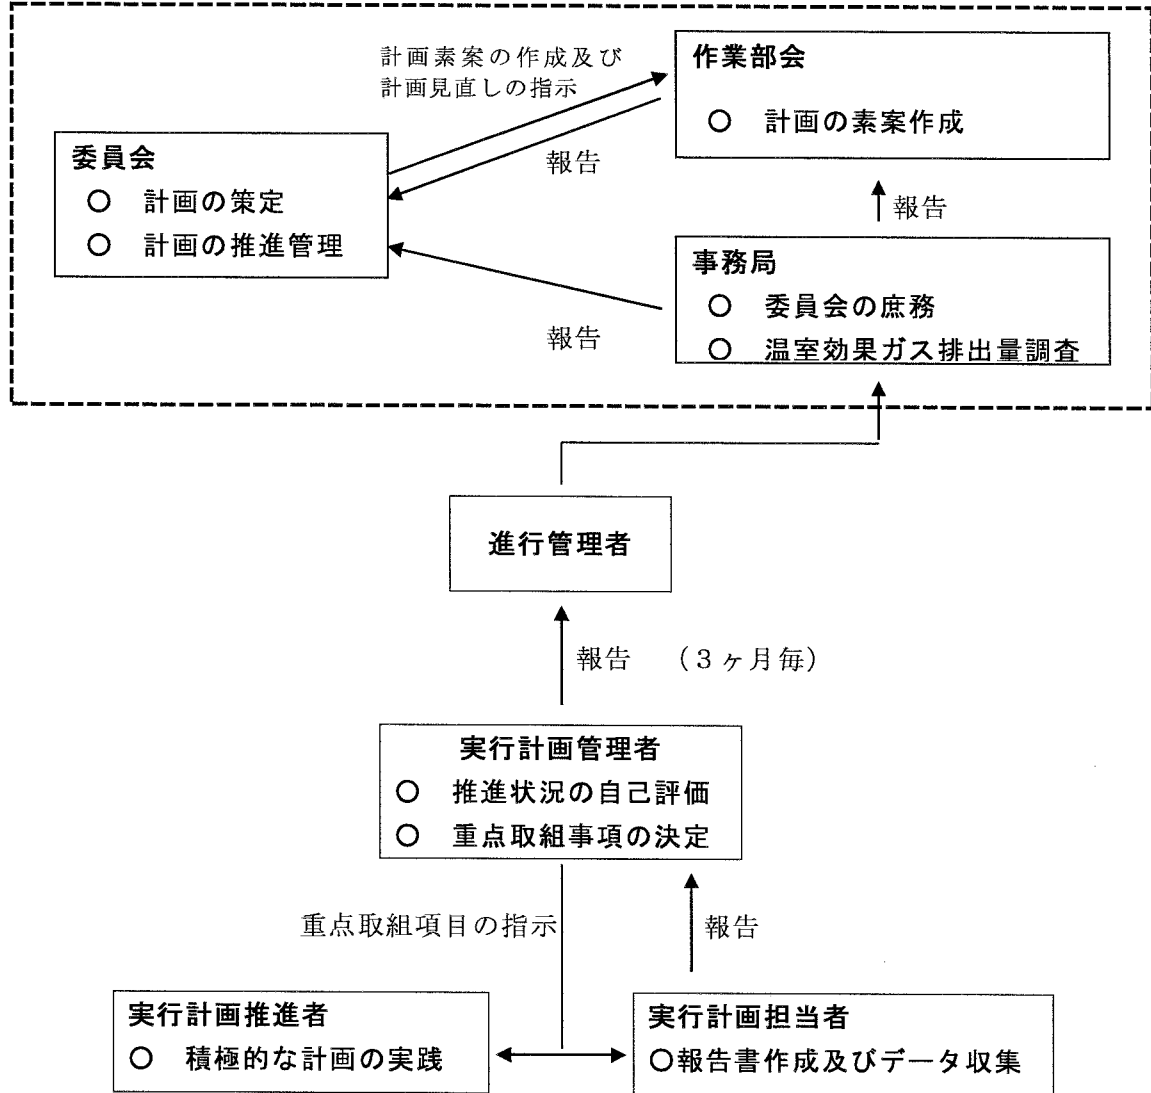 計画素案の作成及び
計画見直しの指示
作業部会
○ 計画の素案作成
委員会
○ 計画の策定
○ 計画の推進管理
報告
報告
事務局
○ 委員会の庶務
○ 温室効果ガス排出量調査
報告
進行管理者
報告 （３ヶ月毎）
実行計画管理者
○ 推進状況の自己評価
○ 重点取組事項の決定
重点取組項目の指示
報告
実行計画推進者
○ 積極的な計画の実践
実行計画担当者
○報告書作成及びデータ収集